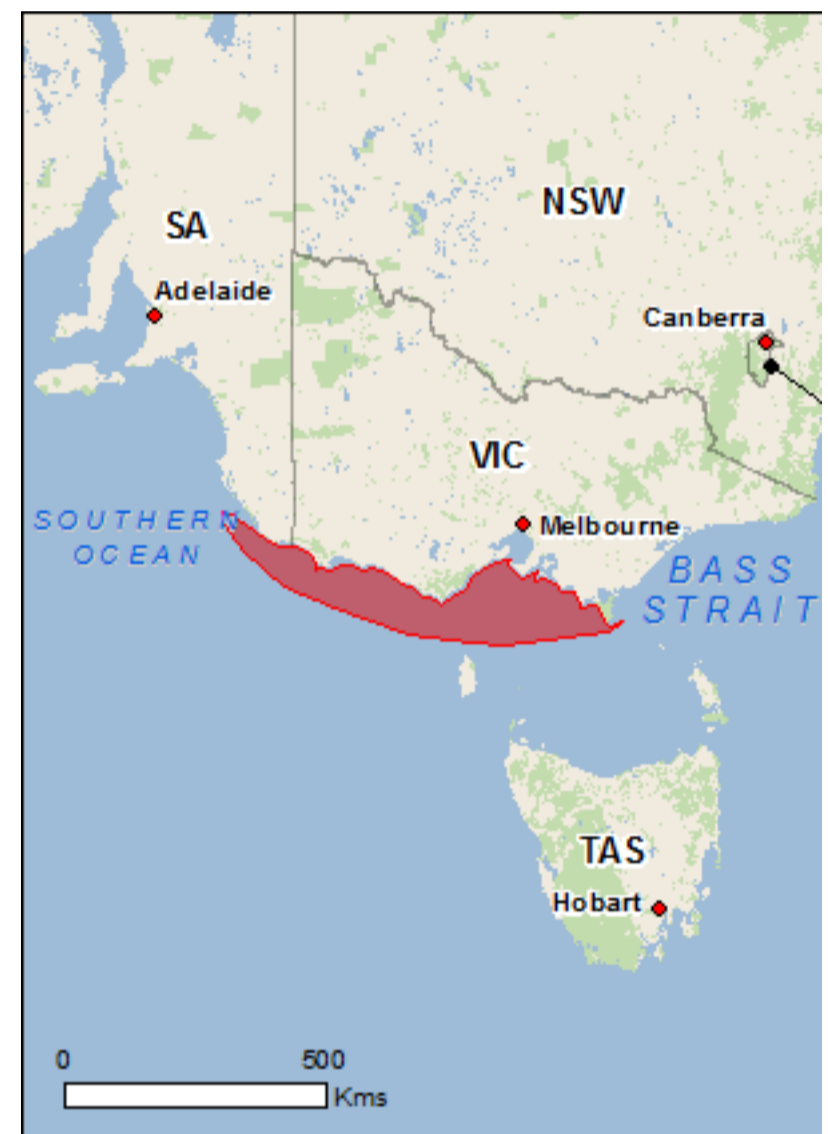 NSW
SA
Adelaide
Canberra
VIC
SOUTHERN
OCEAN
Melbourne
BASS
STRAIT
TAS
Hobart
0 500
Kms